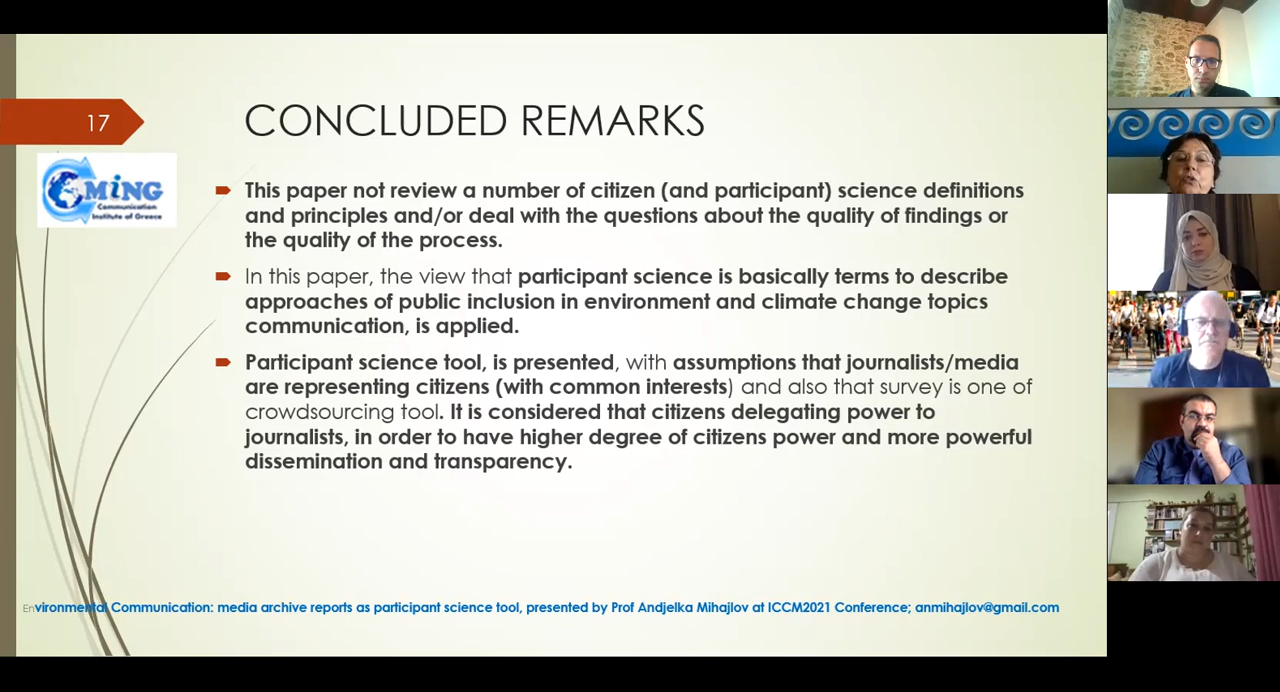 17
CONCLUDED REMARKS
CMiNG
Communication
Institute of Greece
This paper not review a number of citizen (and participant) science definitions
and principles and/or deal with the questions about the quality of findings or
the quality of the process.
In this paper, the view that participant science is basically terms to describe
approaches of public inclusion in environment and climate change topics
communication, is applied.
Participant science tool, is presented, with assumptions that journalists/media
are representing citizens (with common interests) and also that survey is one of
crowdsourcing tool. It is considered that citizens delegating power to
journalists, in order to have higher degree of citizens power and more powerful
dissemination and transparency.
Environmental Communication: media archive reports as participant science tool, presented by Prof Andjelka Mihajlov at ICCM2021 Conference; anmihajlov@gmail.com